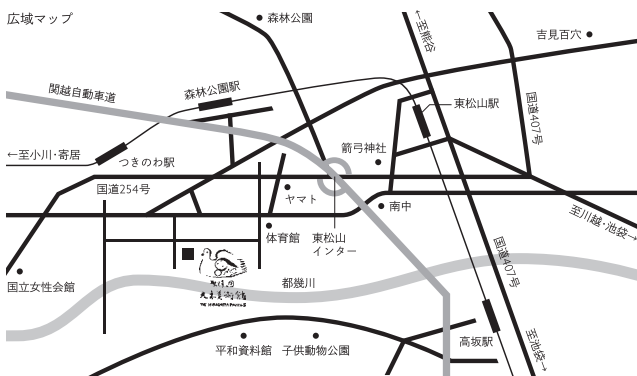 広域マップ
森林公園
←至熊谷
吉見百穴
関越自動車道
森林公園駅
東松山駅
国道407号
←至小川・寄居
つきのわ駅
箭弓神社
国道254号
ヤマト
南中
至川越・池袋→
体育館
東松山
インター
国道407号
国立女性会館
都幾川
丸木美術館
平和資料館
子供動物公園
高坂駅
至池袋→